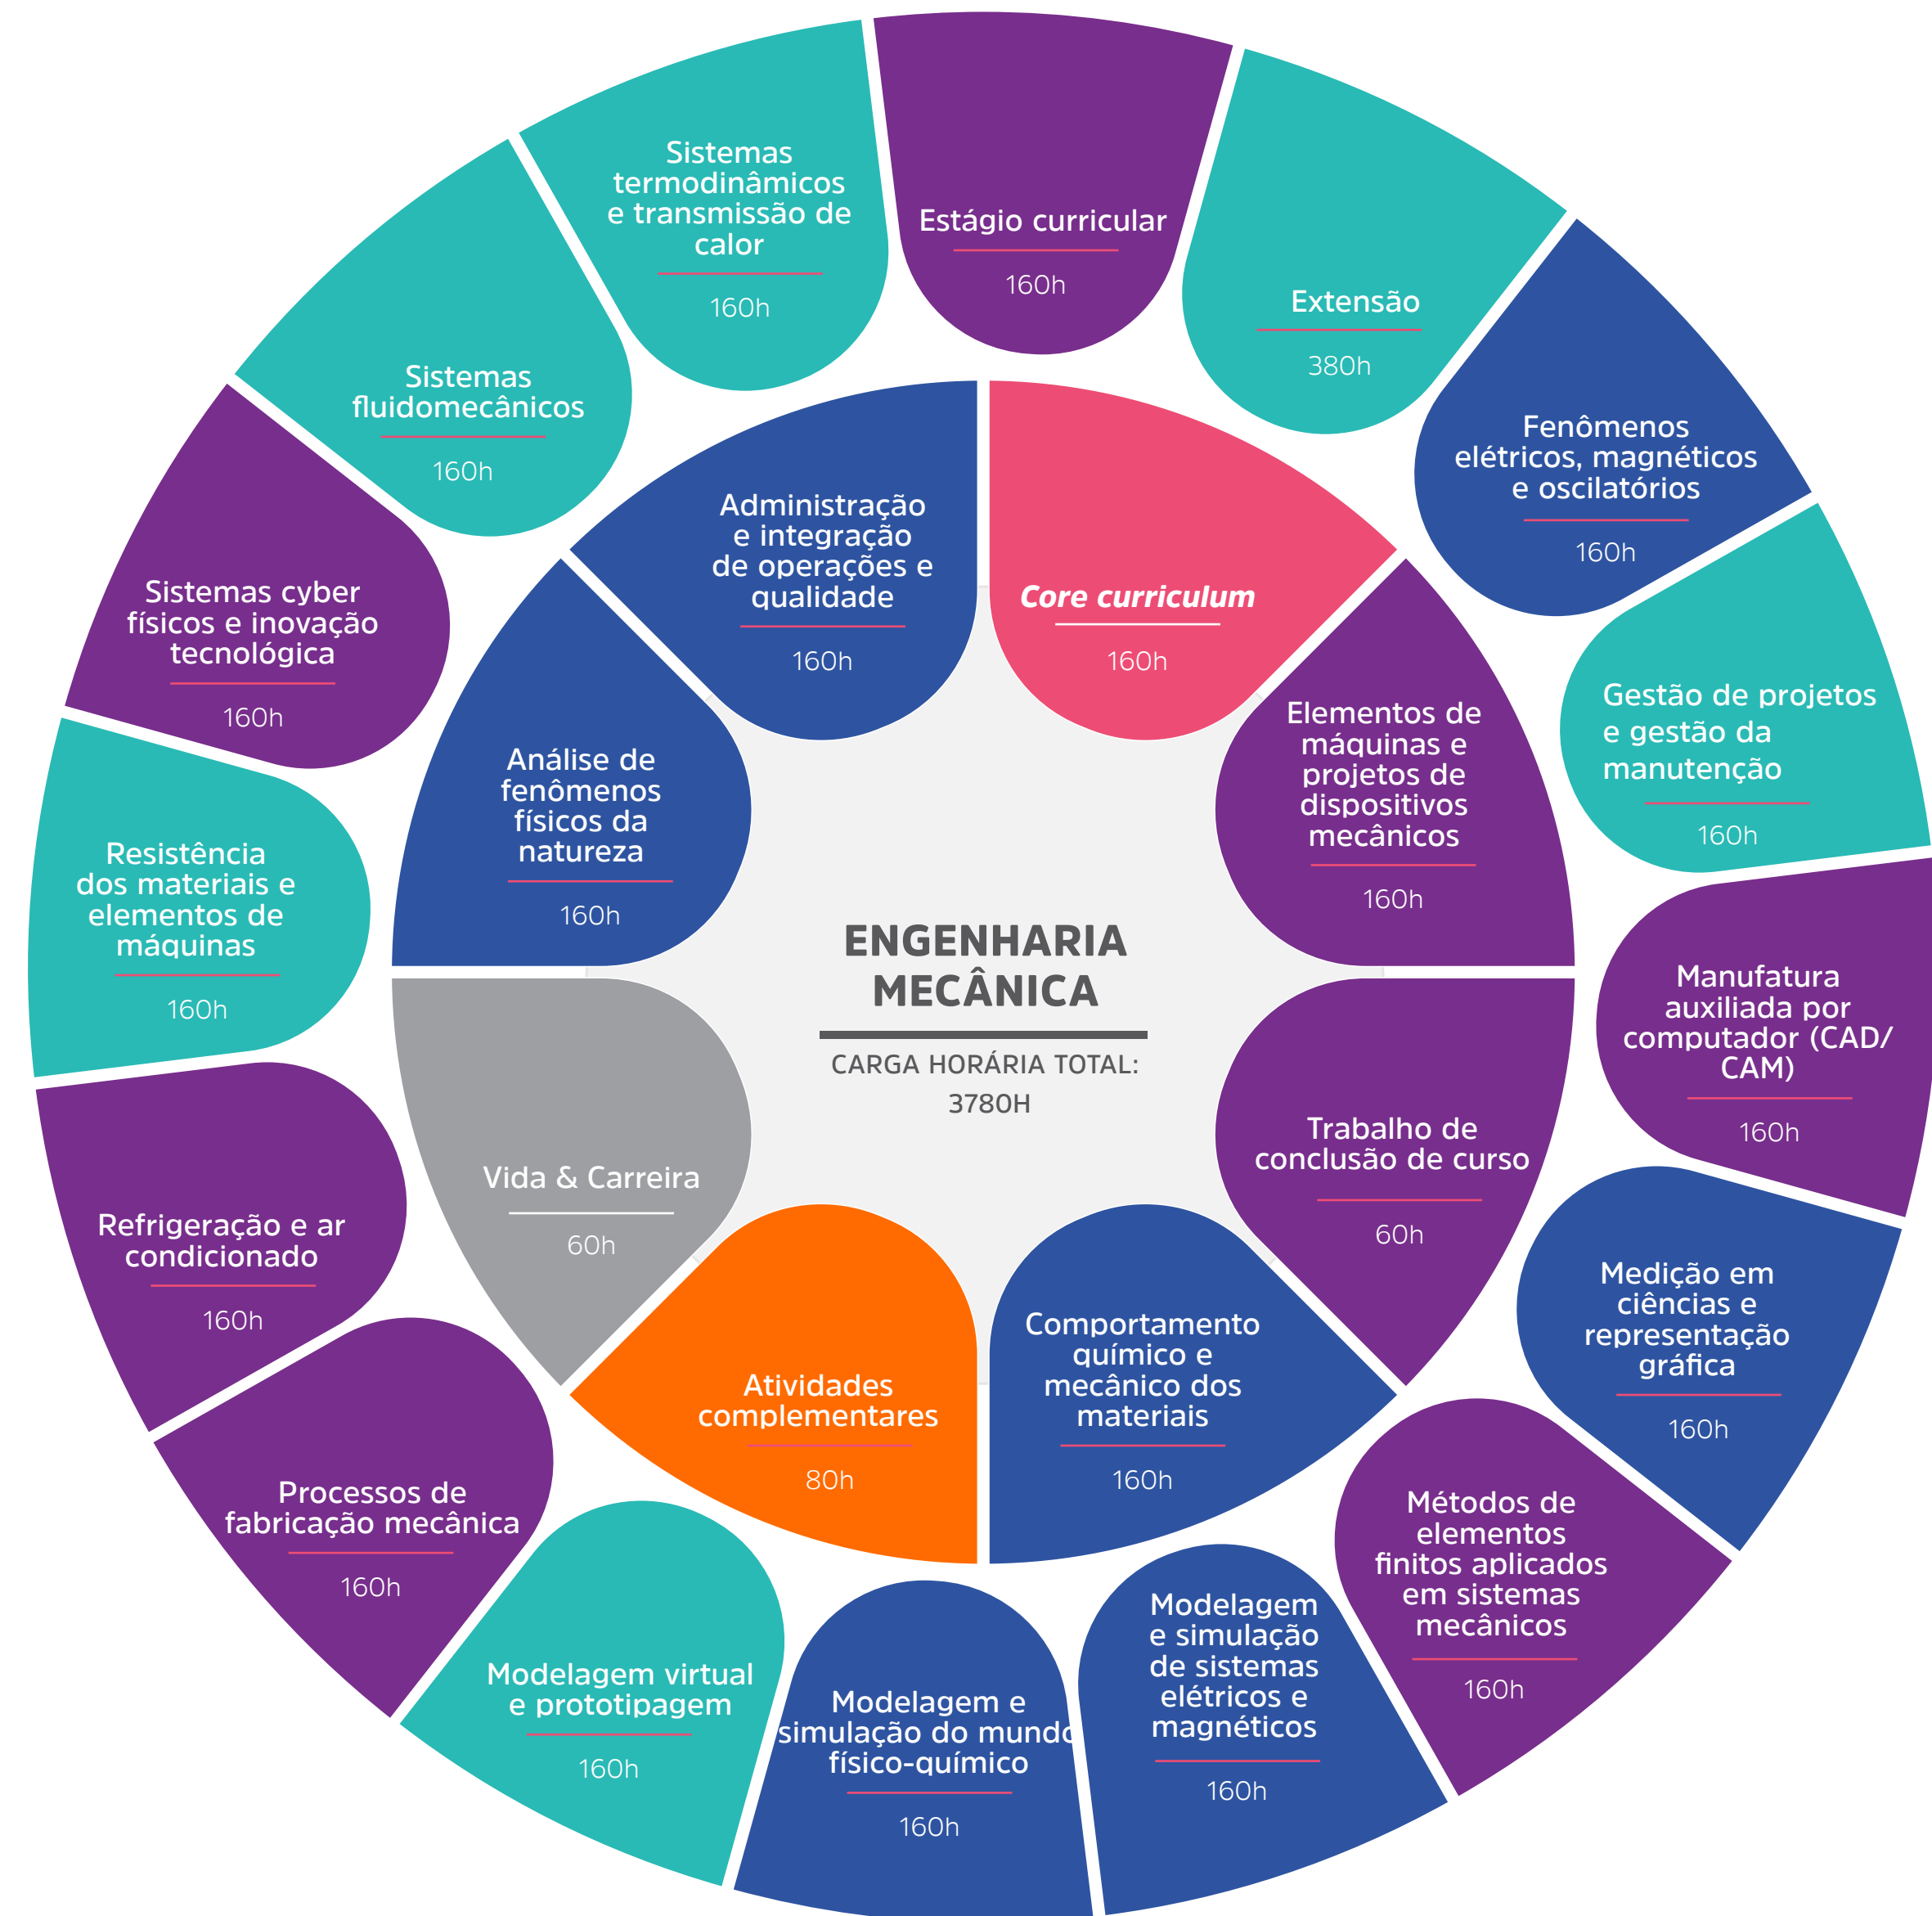 Sistemas
termodinâmicos
e transmissão de
calor
160h
Estágio curricular
160h
Extensão
380h
Fenômenos
elétricos, magnéticos
e oscilatórios
160h
Gestão de projetos
e gestão da
manutenção
160h
Manufatura
auxiliada por
computador (CAD/
CAM)
160h
Medição em
ciências e
representação
gráfica
160h
Métodos de
elementos
finitos aplicados
em sistemas
mecânicos
160h
Modelagem
e simulação
de sistemas
elétricos e
magnéticos
160h
Modelagem e
simulação do mundo
físico-químico
160h
Modelagem virtual
e prototipagem
160h
Processos de
fabricação mecânica
160h
Refrigeração e ar
condicionado
160h
Resistência
dos materiais e
elementos de
máquinas
160h
Sistemas cyber
físicos e inovação
tecnológica
160h
Sistemas
fluidomecânicos
160h
Administração
e integração
de operações e
qualidade
160h
Core curriculum
160h
Elementos de
máquinas e
projetos de
dispositivos
mecânicos
160h
Trabalho de
conclusão de curso
60h
Comportamento
químico e
mecânico dos
materiais
160h
Atividades
complementares
80h
Vida & Carreira
60h
Análise de
fenômenos
físicos da
natureza
160h
ENGENHARIA
MECÂNICA
CARGA HORÁRIA TOTAL:
3780H